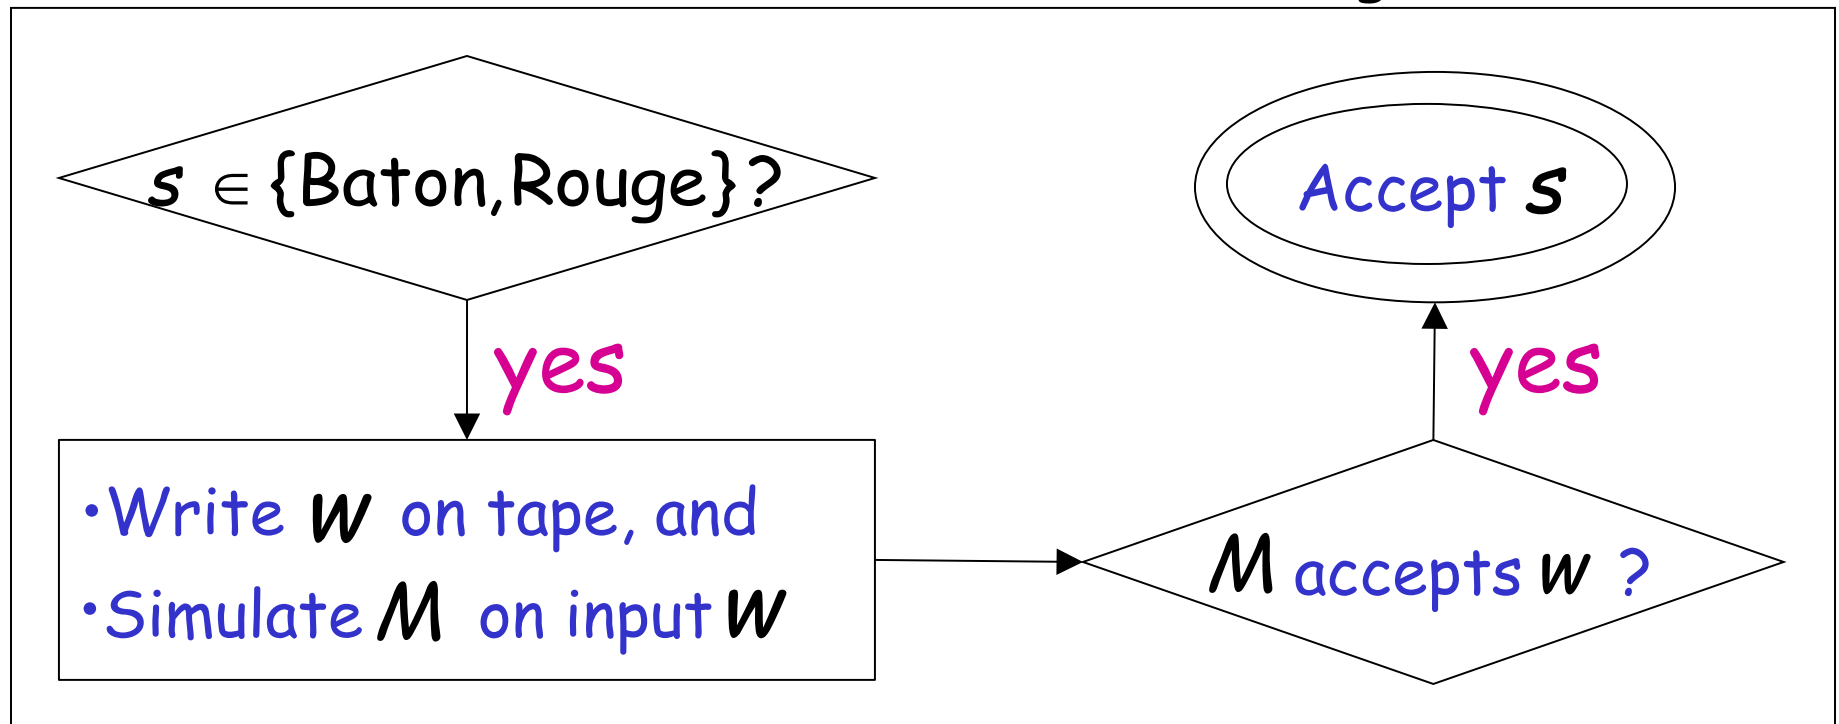 s ∈ {Baton,Rouge}?
yes
•Write w on tape, and
•Simulate M on input w
M accepts w ?
yes
Accept s